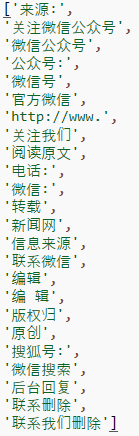 ['来源:',
'关注微信公众号',
'微信公众号',
'公众号:',
'微信号',
'官方微信',
'http://www.',
'关注我们',
'阅读原文',
'电话:',
'微信:',
'转载',
'新闻网',
'信息来源',
'联系微信',
'编辑',
'编 辑',
'版权归',
'原创',
'搜狐号:',
'微信搜索',
'后台回复',
'联系删除',
'联系我们删除']